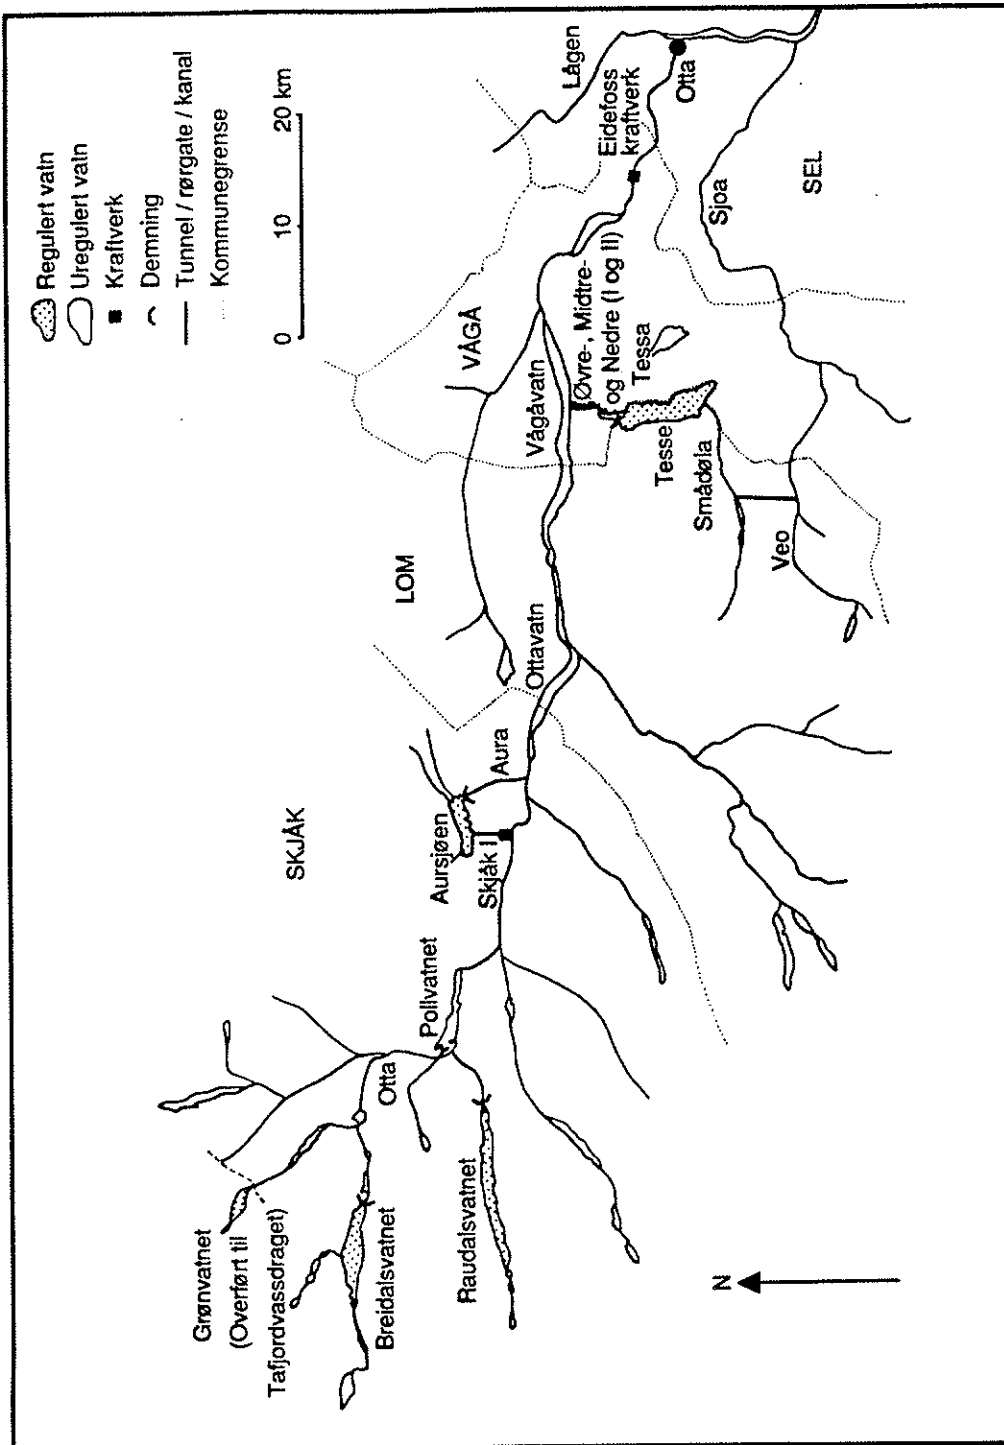 Regulert vatn
Uregulert vatn
Kraftverk
Demning
Tunnel / rørgate / kanal
Kommunegrense
0 10 20 km
Grønvatnet
(Overført til
Tafjordvassdraget)
Breidalsvatnet
Raudalsvatnet
Otta
Pollvatnet
SKJÅK
Aursjøen
Skjåk I
Aura
LOM
Ottavatn
VÅGÅ
Vågåvatn
Øvre-, Midtre-
og Nedre (I og II)
Tessa
Tesse
Smådøla
Veo
Lågen
Eidefoss
kraftverk
Otta
Sjoa
SEL
N